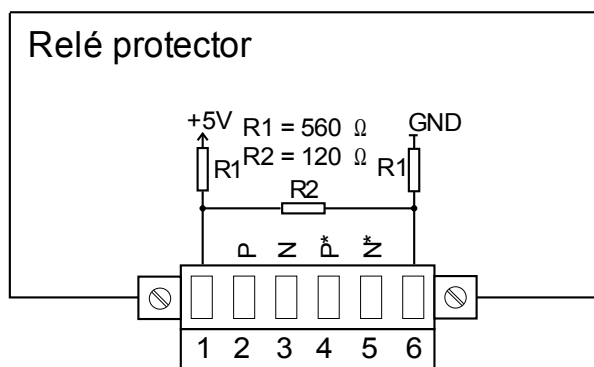 Relé protector
+5V R1 = 560 Ω GND
R1 R2 = 120 Ω R1
R2
P N P* N*
1 2 3 4 5 6